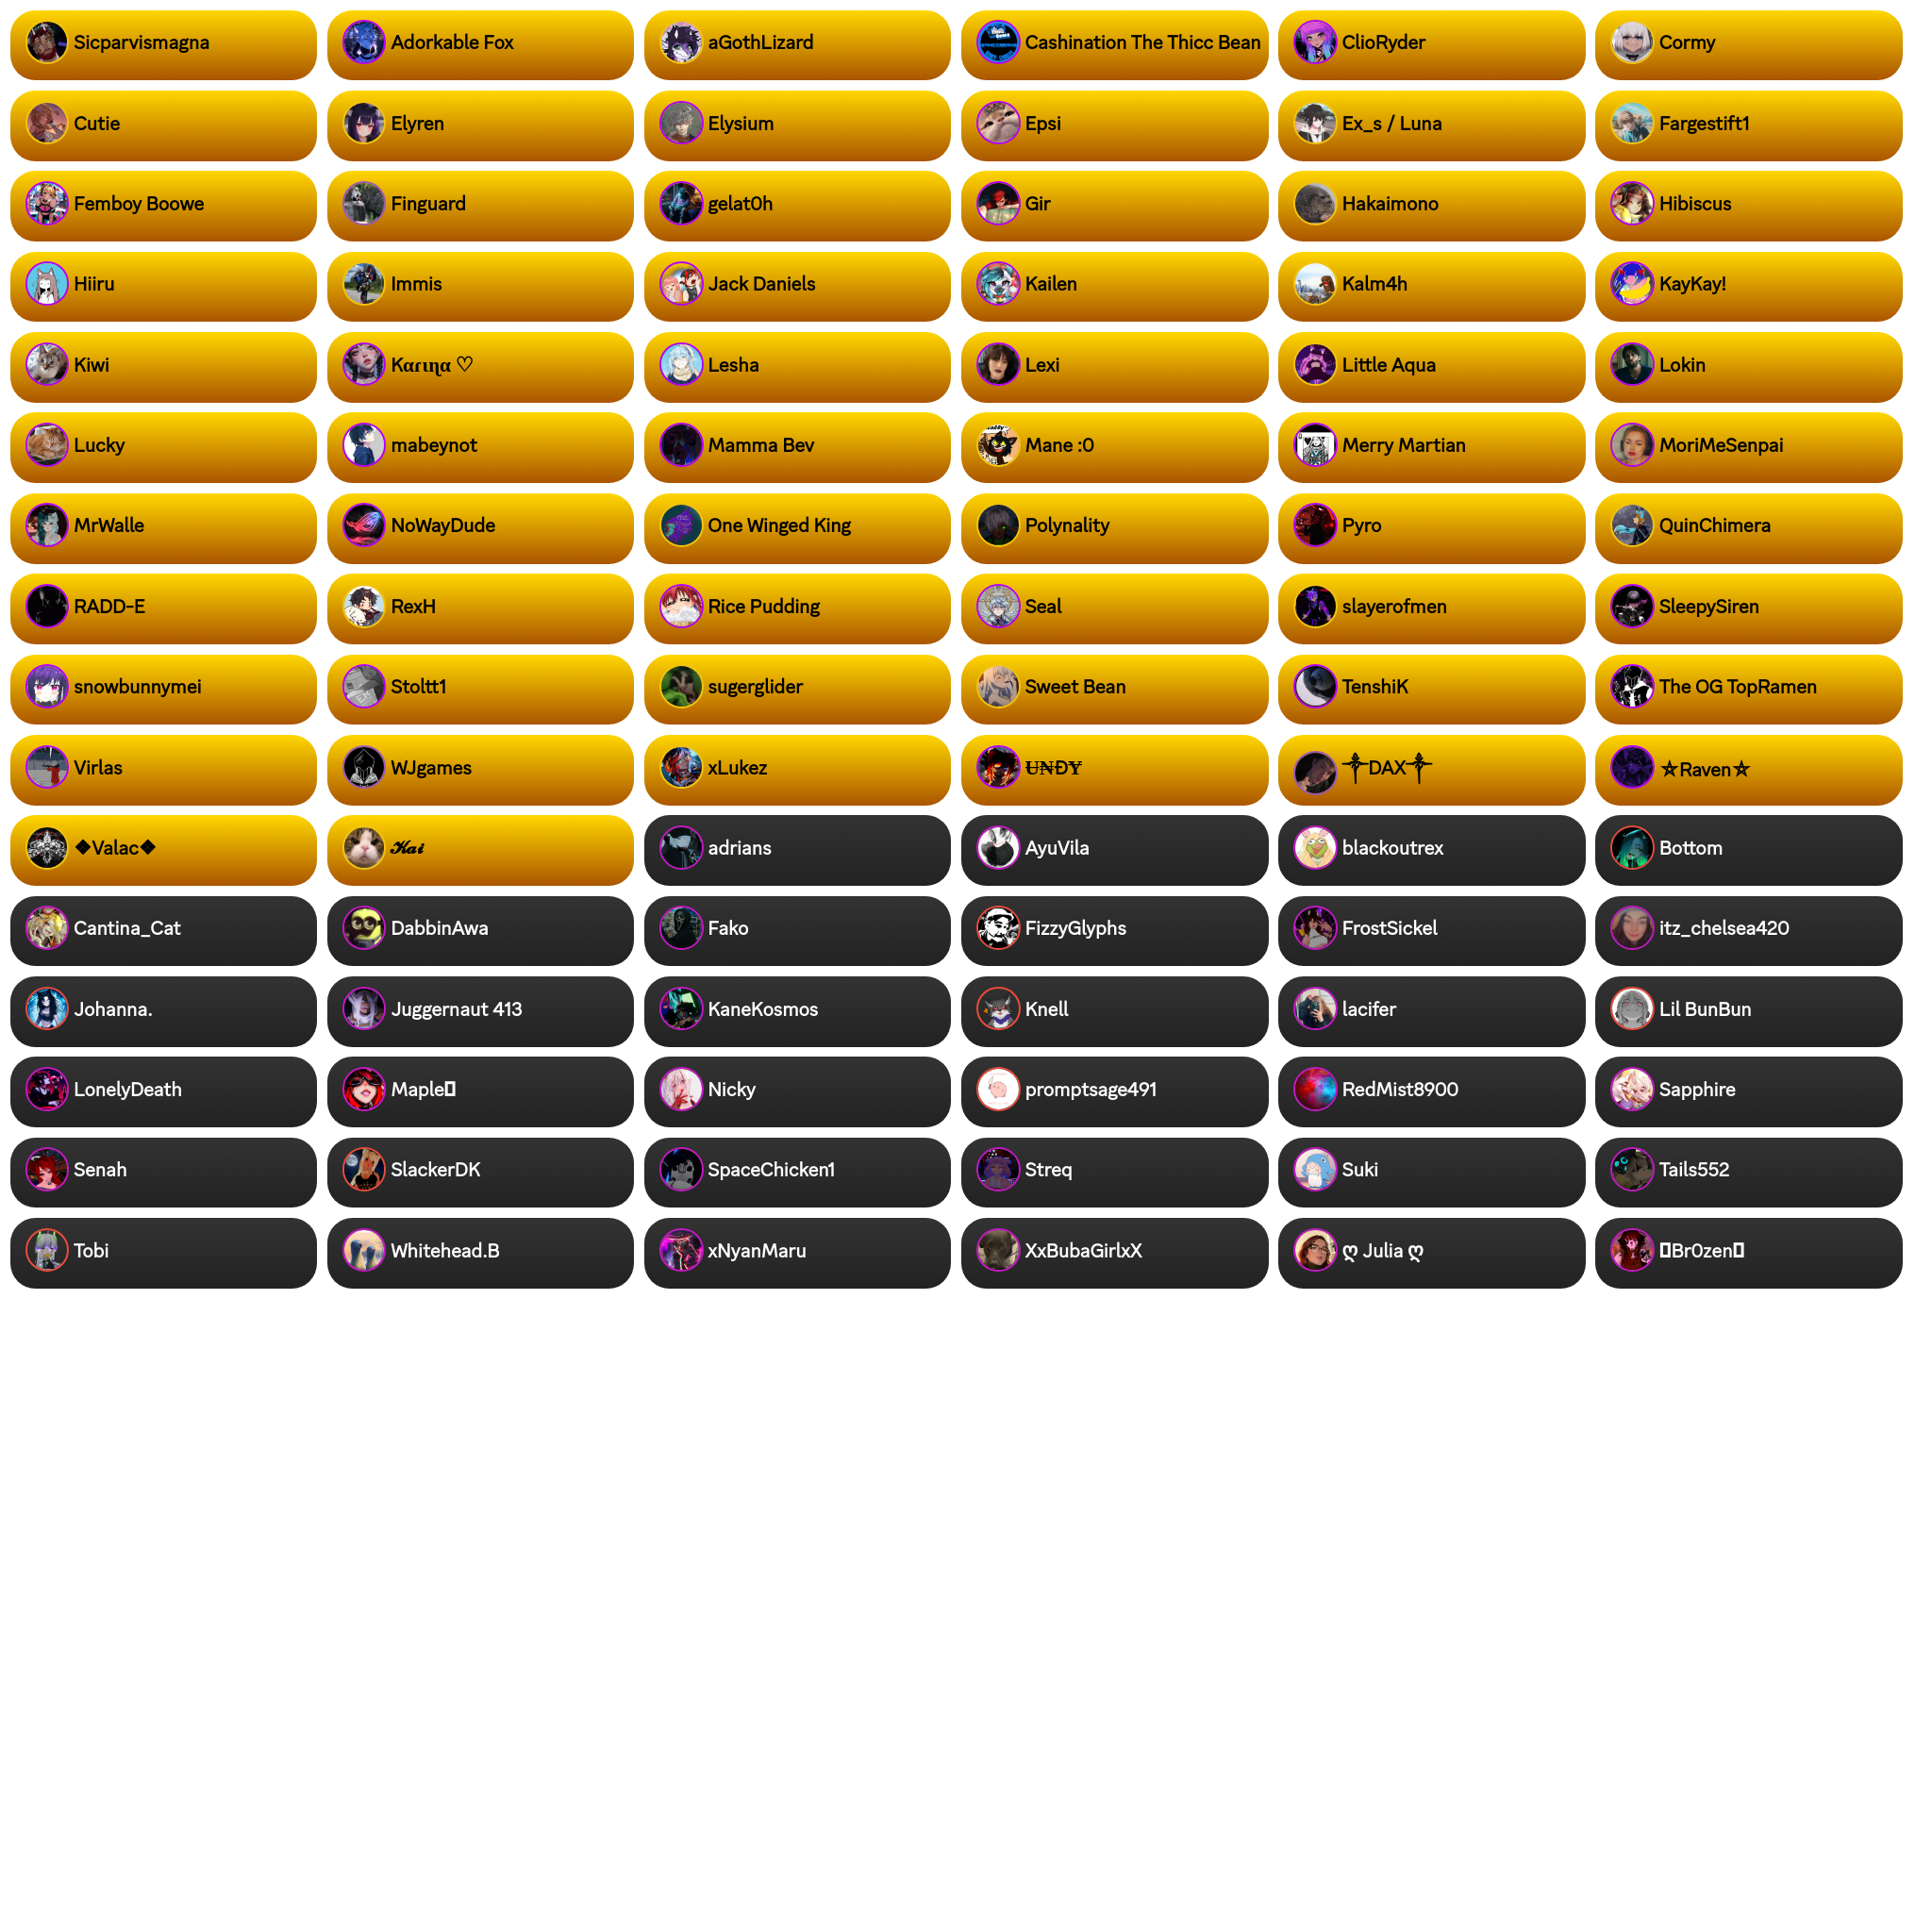 Sicparvismagna
Adorkable Fox
aGothLizard
Cashination The Thicc Bean
ClioRyder
Cormy
Cutie
Elyren
Elysium
Epsi
Ex_s / Luna
Fargestift1
Femboy Boowe
Finguard
gelat0h
Gir
Hakaimono
Hibiscus
Hiiru
Immis
Jack Daniels
Kailen
Kalm4h
KayKay!
Kiwi
Kαɾιɳα ♡
Lesha
Lexi
Little Aqua
Lokin
Lucky
mabeynot
Mamma Bev
Mane :0
Merry Martian
MoriMeSenpai
MrWalle
NoWayDude
One Winged King
Polynality
Pyro
QuinChimera
RADD-E
RexH
Rice Pudding
Seal
slayerofmen
SleepySiren
snowbunnymei
Stoltt1
sugerglider
Sweet Bean
TenshiK
The OG TopRamen
Virlas
WJgames
xLukez
U̶N̶ĐY̶
⸸DAX⸸
⛥Raven⛥
❖Valac❖
𝓚𝓪𝓲
adrians
AyuVila
blackoutrex
Bottom
Cantina_Cat
DabbinAwa
Fako
FizzyGlyphs
FrostSickel
itz_chelsea420
Johanna.
Juggernaut 413
KaneKosmos
Knell
lacifer
Lil BunBun
LonelyDeath
Maple
Nicky
promptsage491
RedMist8900
Sapphire
Senah
SlackerDK
SpaceChicken1
Streq
Suki
Tails552
Tobi
Whitehead.B
xNyanMaru
XxBubaGirlxX
ღ Julia ღ
Br0zen